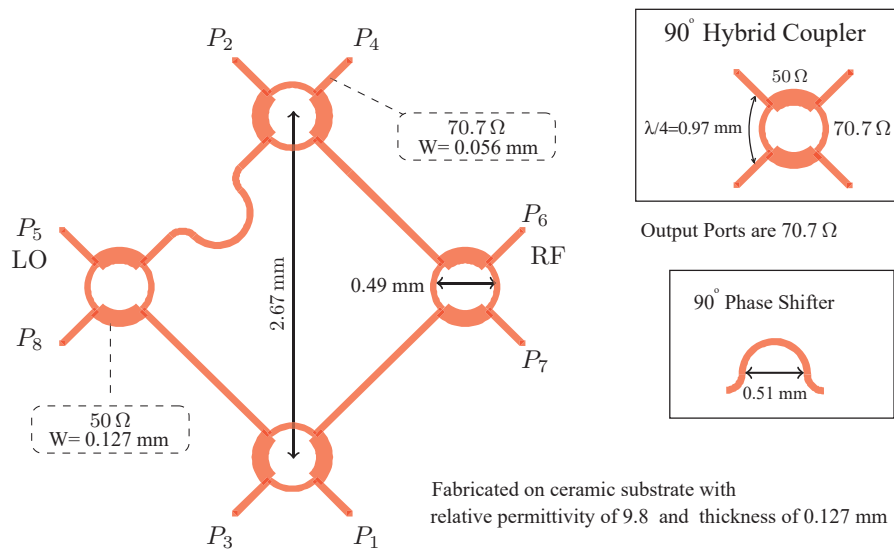 P₂
P₄
70.7 Ω
W= 0.056 mm
P₅
LO
P₈
2.67 mm
0.49 mm
P₆
RF
P₇
50 Ω
W= 0.127 mm
P₃
P₁
90° Hybrid Coupler
50 Ω
λ/4=0.97 mm
70.7 Ω
Output Ports are 70.7 Ω
90° Phase Shifter
0.51 mm
Fabricated on ceramic substrate with
relative permittivity of 9.8 and thickness of 0.127 mm